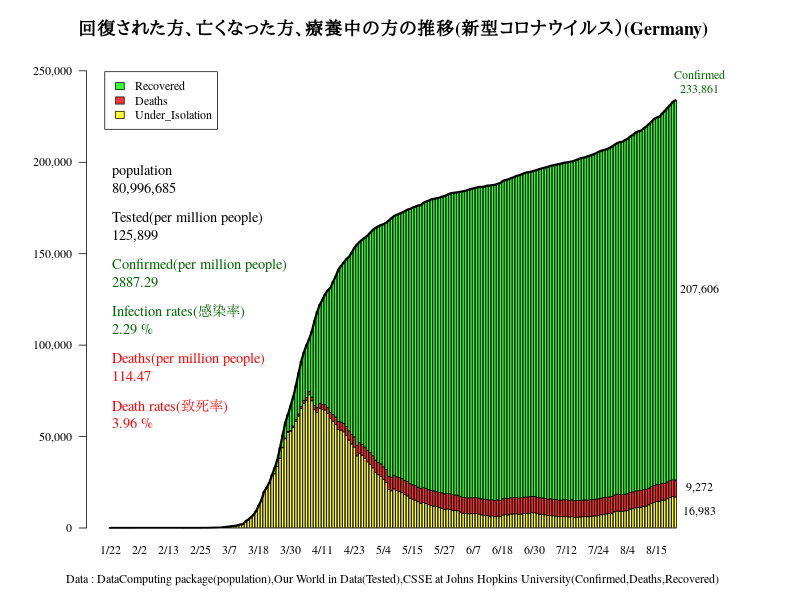 回復された方、亡くなった方、療養中の方の推移(新型コロナウイルス）(Germany)
Confirmed
233,861
250,000
Recovered
Deaths
Under_Isolation
200,000
population
80,996,685
Tested(per million people)
125,899
150,000
Confirmed(per million people)
2887.29
207,606
Infection rates(感染率)
2.29 %
100,000
Deaths(per million people)
114.47
Death rates(致死率)
3.96 %
50,000
9,272
16,983
0
1/22 2/2 2/13 2/25 3/7 3/18 3/30 4/11 4/23 5/4 5/15 5/27 6/7 6/18 6/30 7/12 7/24 8/4 8/15
Data : DataComputing package(population),Our World in Data(Tested),CSSE at Johns Hopkins University(Confirmed,Deaths,Recovered)